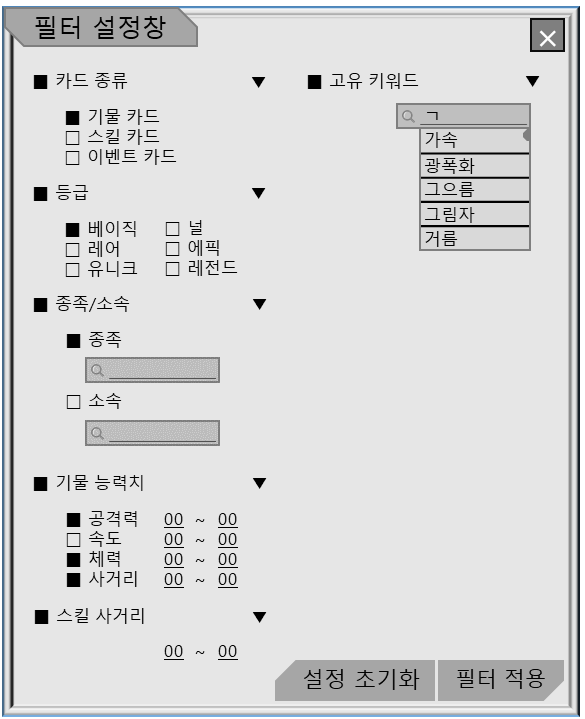 필터 설정창
■ 카드 종류 ▼
■ 기물 카드
□ 스킬 카드
□ 이벤트 카드
■ 등급 ▼
■ 베이직 □ 널
□ 레어 □ 에픽
□ 유니크 □ 레전드
■ 종족/소속 ▼
■ 종족
□ 소속
■ 기물 능력치 ▼
■ 공격력 00 ~ 00
□ 속도 00 ~ 00
■ 체력 00 ~ 00
■ 사거리 00 ~ 00
■ 스킬 사거리 ▼
00 ~ 00
■ 고유 키워드 ▼
ㄱ
가속
광폭화
그으름
그림자
거름
설정 초기화
필터 적용